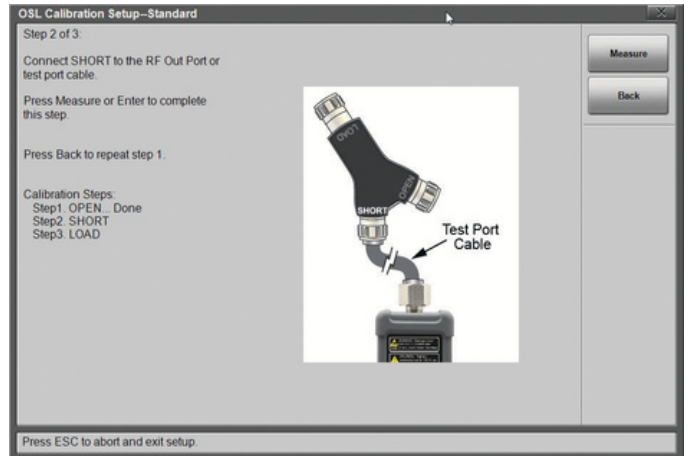 OSL Calibration Setup--Standard
Step 2 of 3:
Connect SHORT to the RF Out Port or
test port cable.
Press Measure or Enter to complete
this step.
Press Back to repeat step 1.
Calibration Steps:
Step1. OPEN... Done
Step2. SHORT
Step3. LOAD
LOAD
OPEN
SHORT
Test Port
Cable
Measure
Back
Press ESC to abort and exit setup.